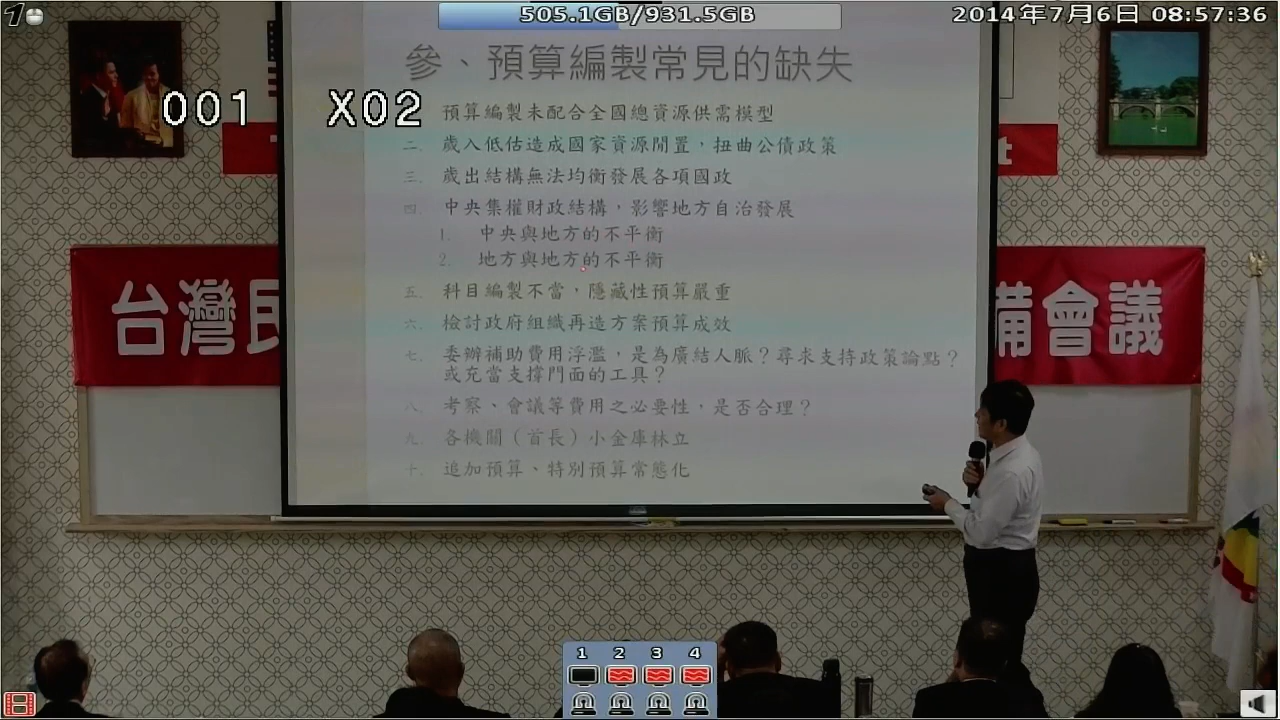 1
505.1GB/931.5GB
2014年7月6日 08:57:36
001 X02
參、預算編製常見的缺失
預算編製未配合全國總資源供需模型
二. 歲入低估造成國家資源閒置，扭曲公債政策
三. 歲出結構無法均衡發展各項國政
四. 中央集權財政結構，影響地方自治發展
1. 中央與地方的不平衡
2. 地方與地方的不平衡
五. 科目編製不當，隱藏性預算嚴重
六. 檢討政府組織再造方案預算成效
七. 委辦補助費用浮濫，是為廣結人脈？尋求支持政策論點？
或充當支撐門面的工具？
八. 考察、會議等費用之必要性，是否合理？
九. 各機關（首長）小金庫林立
十. 追加預算、特別預算常態化
台灣民
備會議
t
1 2 3 4